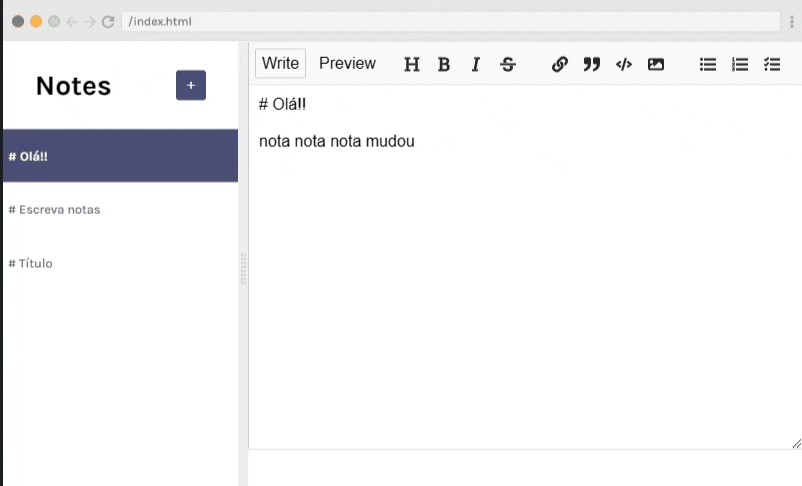 /index.html
Notes
+
# Olá!!
# Escreva notas
# Título
Write Preview H B I S
# Olá!!
nota nota nota mudou